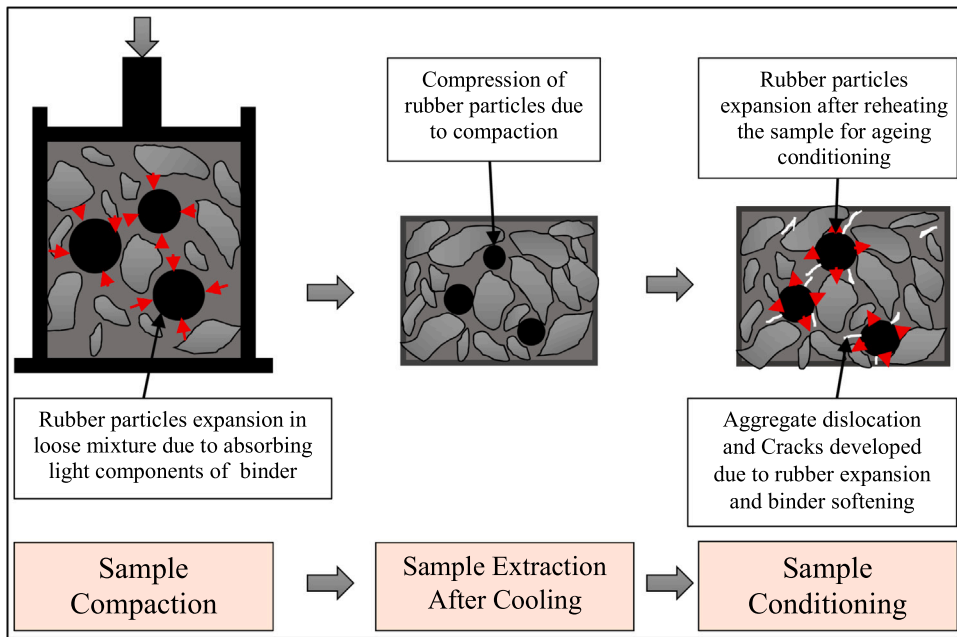 Compression of
rubber particles due
to compaction
Rubber particles
expansion after reheating
the sample for ageing
conditioning
Rubber particles expansion in
loose mixture due to absorbing
light components of binder
Aggregate dislocation
and Cracks developed
due to rubber expansion
and binder softening
Sample
Compaction
Sample Extraction
After Cooling
Sample
Conditioning